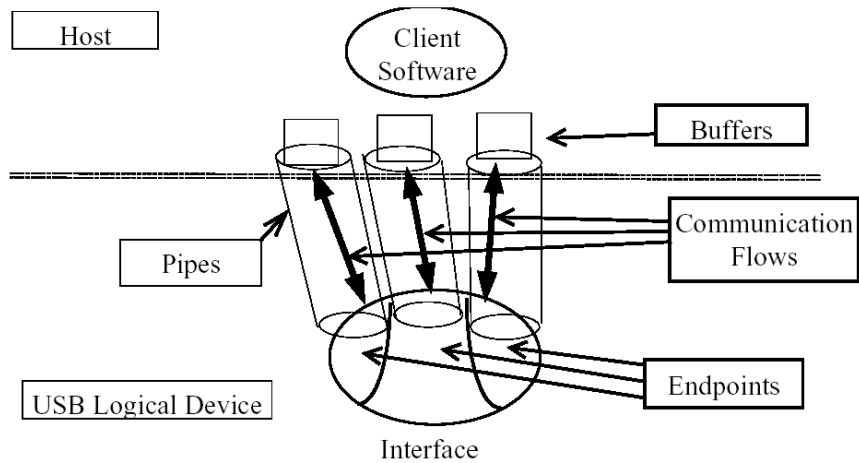 Host
Client
Software
Buffers
Communication
Flows
Pipes
Endpoints
USB Logical Device
Interface